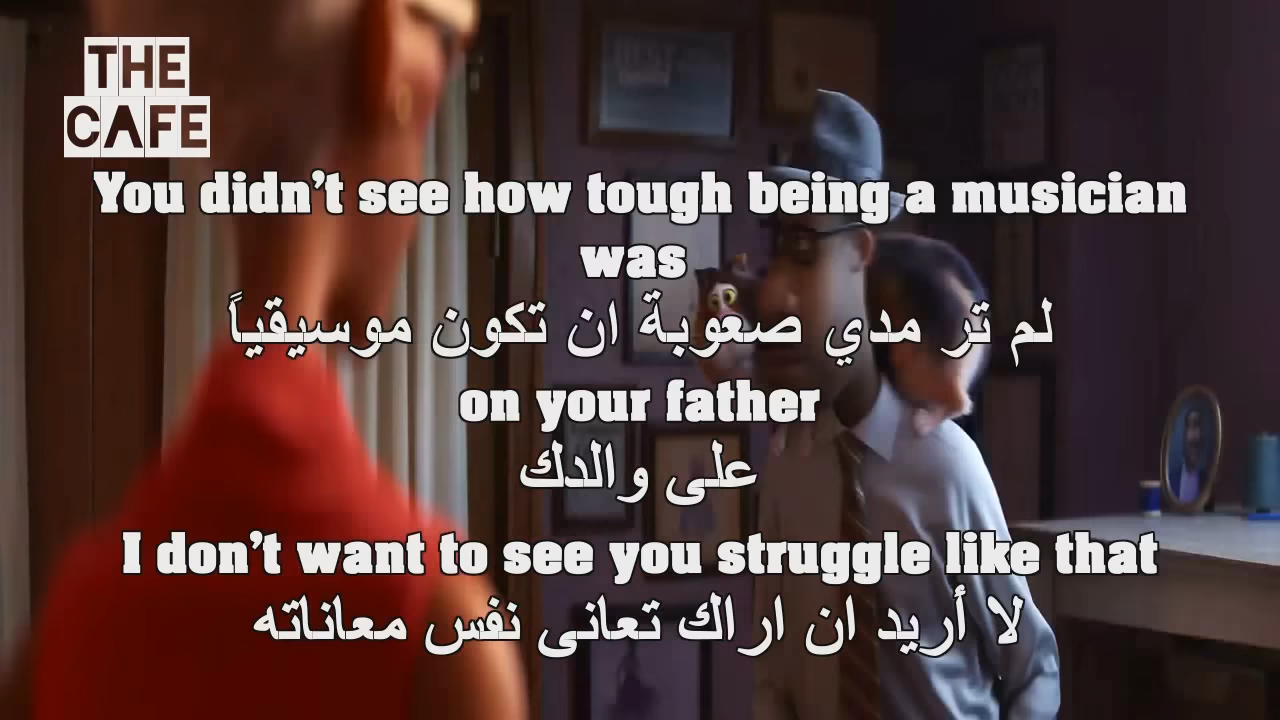 THE
CAFE
You didn't see how tough being a musician
was
لم تر مدي صعوبة ان تكون موسيقياً
on your father
على والدك
I don't want to see you struggle like that
لا أريد ان اراك تعانى نفس معاناته